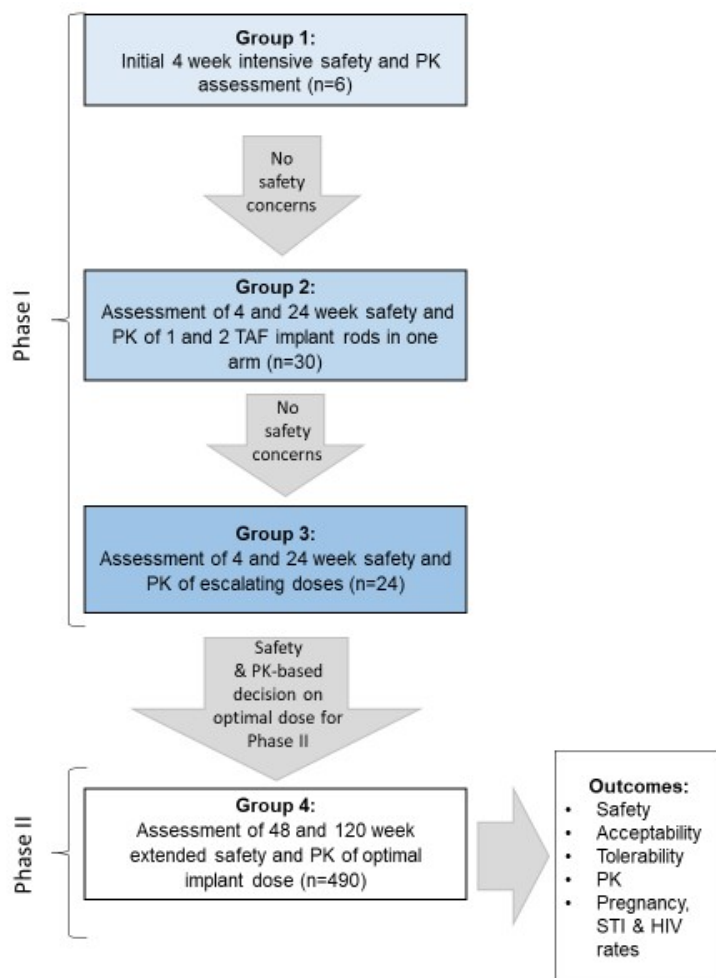 Group 1:
Initial 4 week intensive safety and PK
assessment (n=6)
No
safety
concerns
Phase I
Group 2:
Assessment of 4 and 24 week safety and
PK of 1 and 2 TAF implant rods in one
arm (n=30)
No
safety
concerns
Group 3:
Assessment of 4 and 24 week safety and
PK of escalating doses (n=24)
Safety
& PK-based
decision on
optimal dose for
Phase II
Phase II
Group 4:
Assessment of 48 and 120 week
extended safety and PK of optimal
implant dose (n=490)
Outcomes:
• Safety
• Acceptability
• Tolerability
• PK
• Pregnancy,
STI & HIV
rates